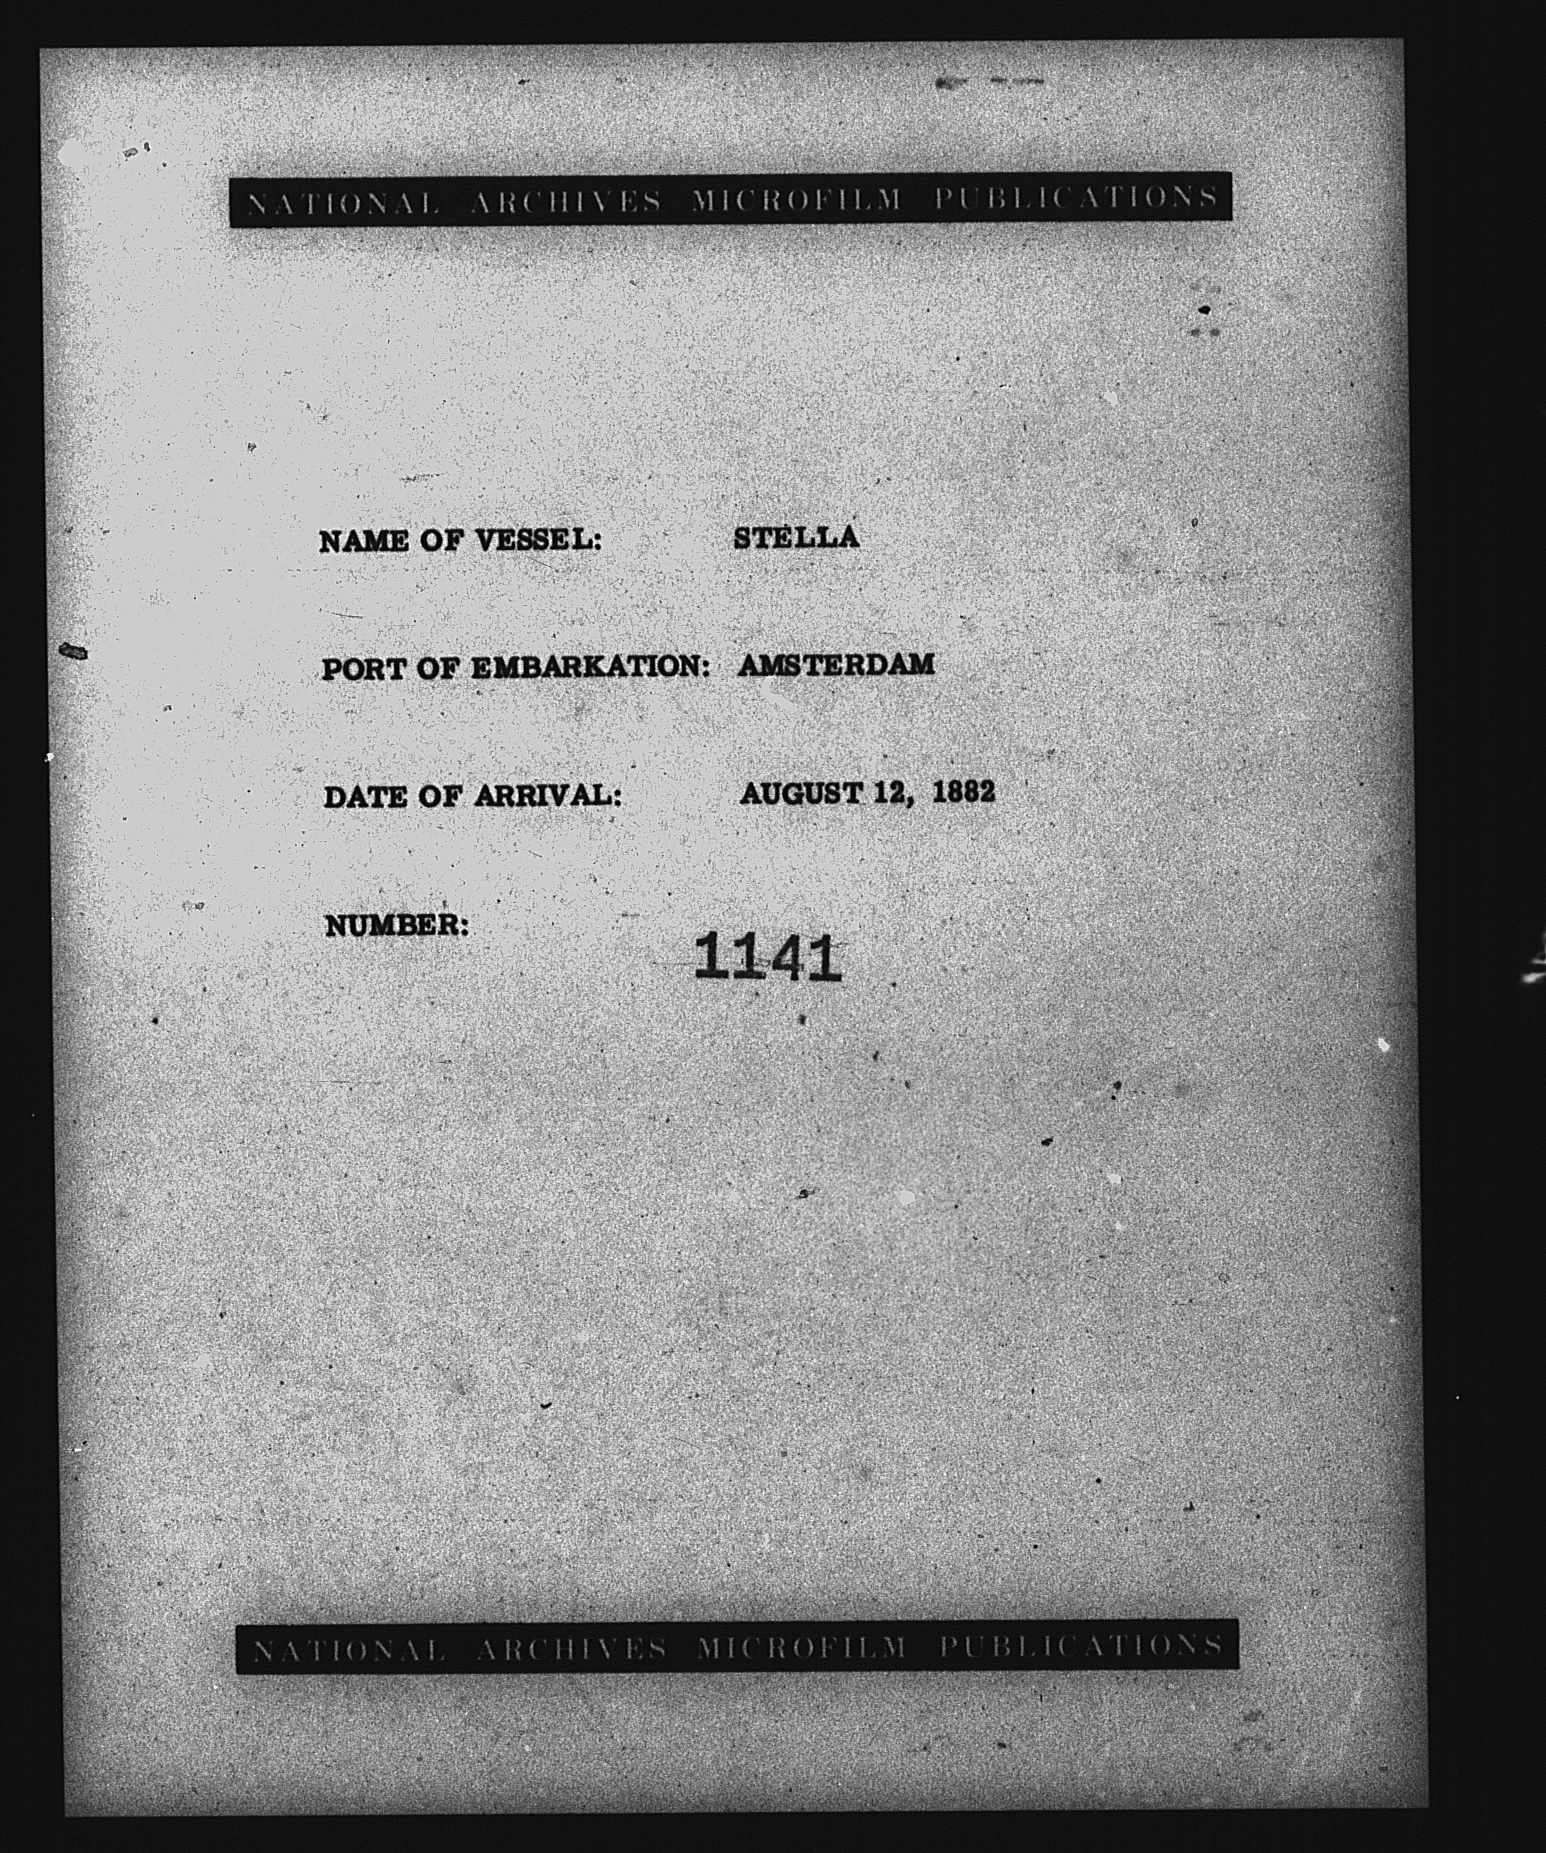 NATIONAL ARCHIVES MICROFILM PUBLICATIONS
NAME OF VESSEL: STELLA
PORT OF EMBARKATION: AMSTERDAM
DATE OF ARRIVAL: AUGUST 12, 1882
NUMBER: 1141
NATIONAL ARCHIVES MICROFILM PUBLICATIONS